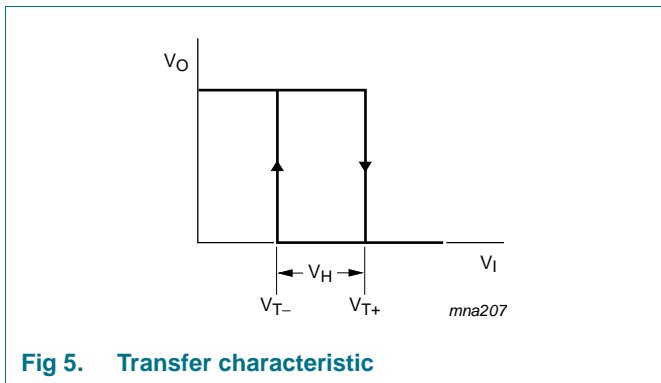 VO
VH
VI
VT−
VT+
mna207
Fig 5. Transfer characteristic